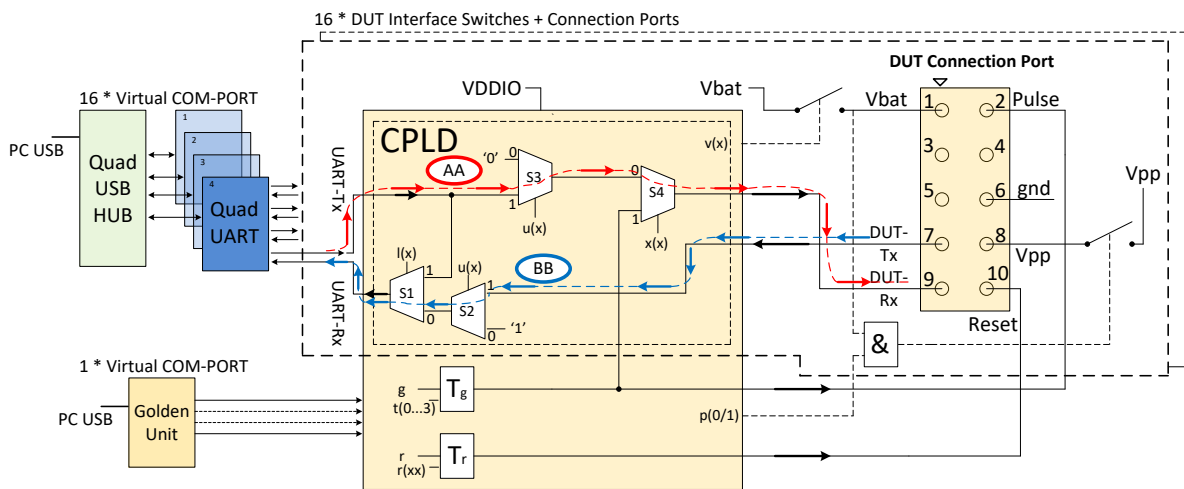 16 * DUT Interface Switches + Connection Ports
DUT Connection Port
16 * Virtual COM-PORT
PC USB
Quad
USB
HUB
1
2
3
4
Quad
UART
UART-Tx
UART-Rx
VDDIO
CPLD
AA
BB
'0'
0
1
S3
u(x)
0
1
S4
x(x)
l(x)
1
0
S1
u(x)
1
0
S2
'1'
v(x)
Vbat
Vbat
1
2
Pulse
3
4
5
6
gnd
7
8
Vpp
9
10
Reset
Vpp
DUT-
Tx
DUT-
Rx
&
p(0/1)
1 * Virtual COM-PORT
PC USB
Golden
Unit
g
t(0...3)
Tg
r
r(xx)
Tr